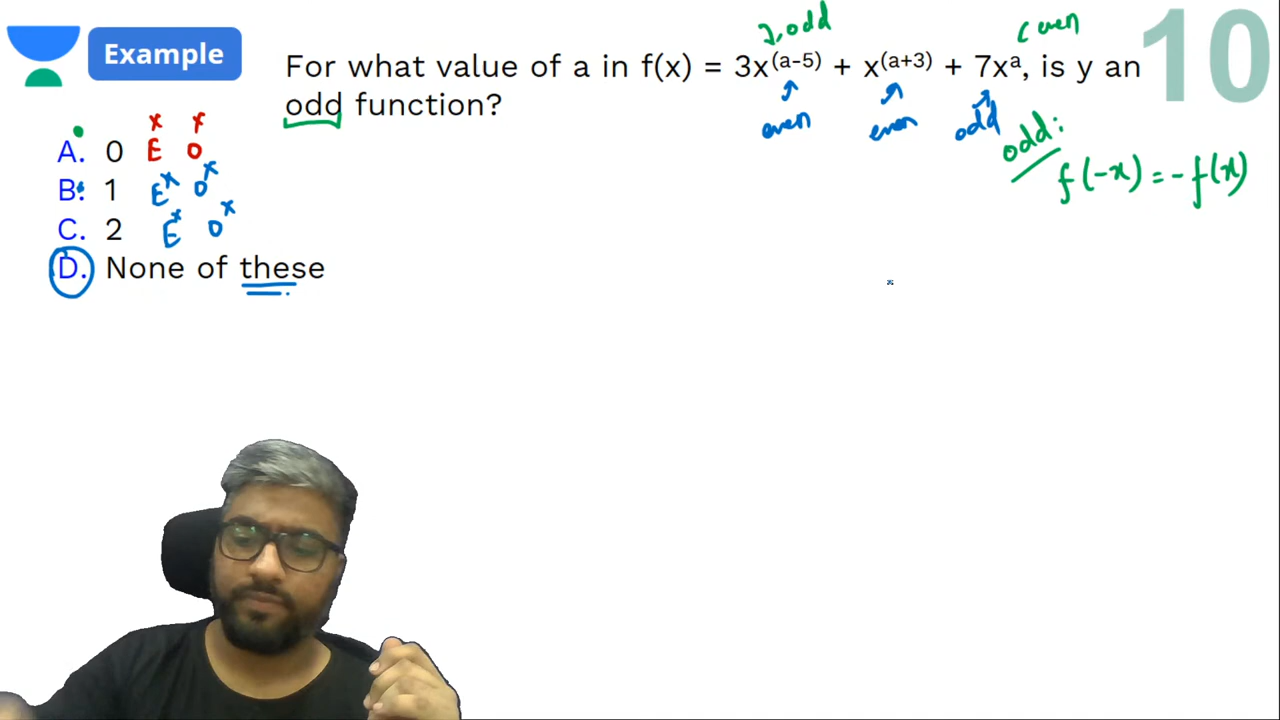 Example
10
odd
even
For what value of a in f(x) = 3x⁽ᵃ⁻⁵⁾ + x⁽ᵃ⁺³⁾ + 7xᵃ, is y an
odd function?
even
even
odd
odd:
f(-x) = -f(x)
x x
A. 0 E O
B. 1 E x O x
C. 2 E x O x
D. None of these